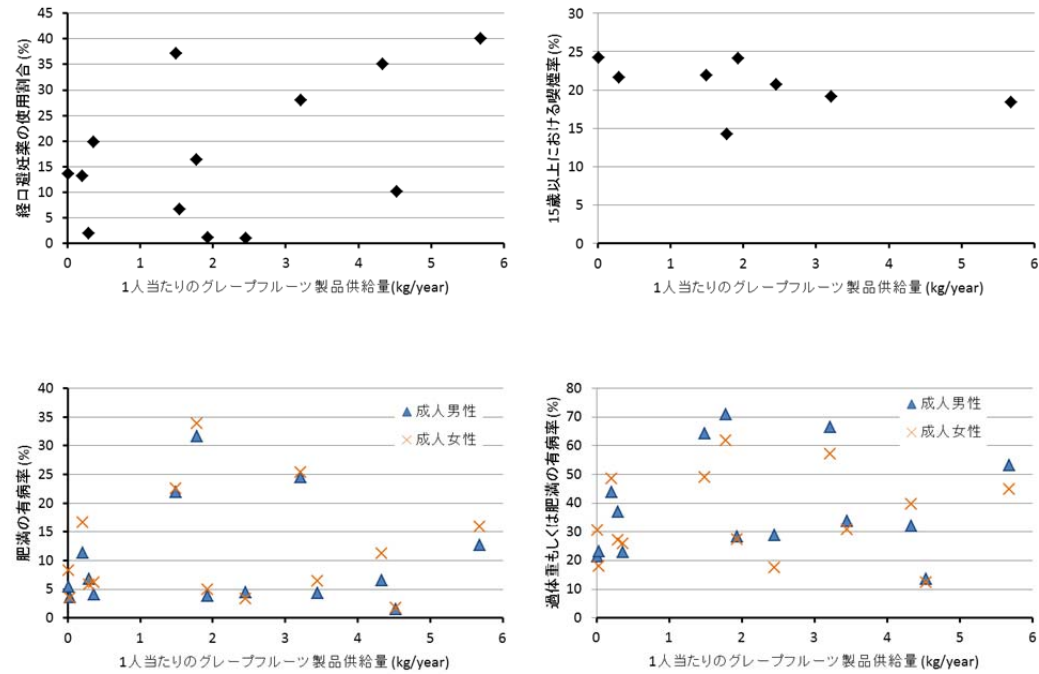 経口避妊薬の使用割合(%)
45
40
35
30
25
20
15
10
5
0
0 1 2 3 4 5 6
1人当たりのグレープフルーツ製品供給量(kg/year)
15歳以上における喫煙率(%)
30
25
20
15
10
5
0
0 1 2 3 4 5 6
1人当たりのグレープフルーツ製品供給量(kg/year)
肥満の有病率(%)
40
35
30
25
20
15
10
5
0
成人男性
成人女性
0 1 2 3 4 5 6
1人当たりのグレープフルーツ製品供給量(kg/year)
過体重もしくは肥満の有病率(%)
80
70
60
50
40
30
20
10
0
成人男性
成人女性
0 1 2 3 4 5 6
1人当たりのグレープフルーツ製品供給量(kg/year)